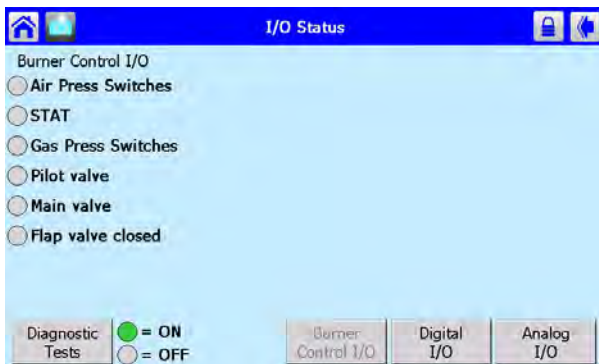 I/O Status
Burner Control I/O
Air Press Switches
STAT
Gas Press Switches
Pilot valve
Main valve
Flap valve closed
Diagnostic
Tests
= ON
= OFF
Burner
Control I/O
Digital
I/O
Analog
I/O